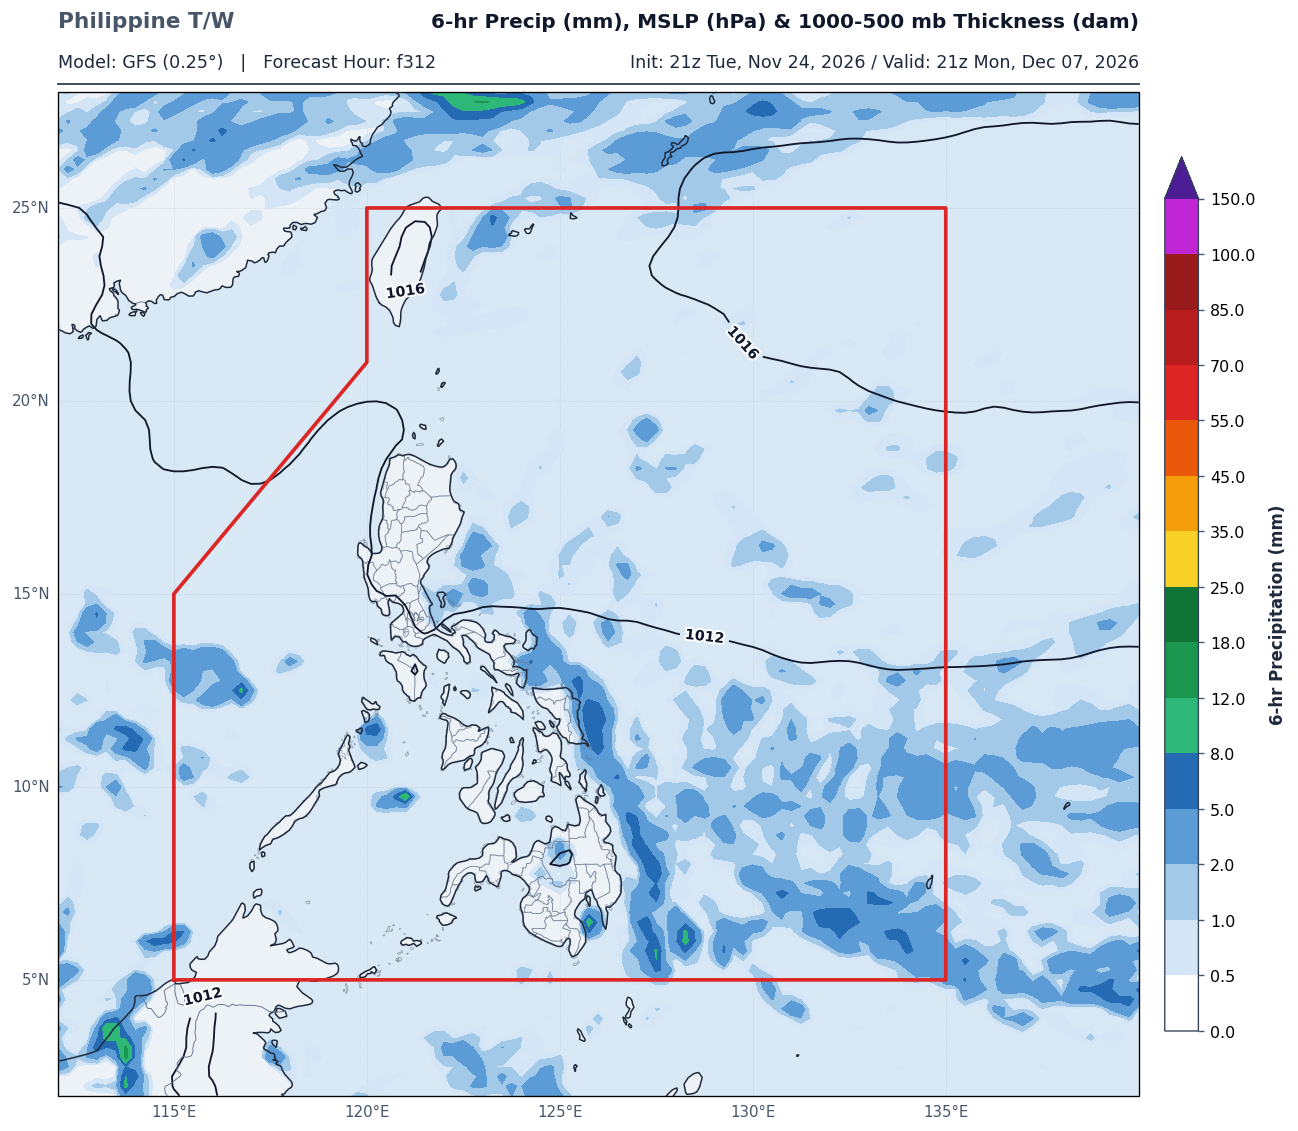 Philippine T/W
6-hr Precip (mm), MSLP (hPa) & 1000-500 mb Thickness (dam)
Model: GFS (0.25°) | Forecast Hour: f312
Init: 21z Tue, Nov 24, 2026 / Valid: 21z Mon, Dec 07, 2026
25°N
20°N
15°N
10°N
5°N
1016
1016
1012
1012
115°E
120°E
125°E
130°E
135°E
150.0
100.0
85.0
70.0
55.0
45.0
35.0
25.0
18.0
12.0
8.0
5.0
2.0
1.0
0.5
0.0
6-hr Precipitation (mm)